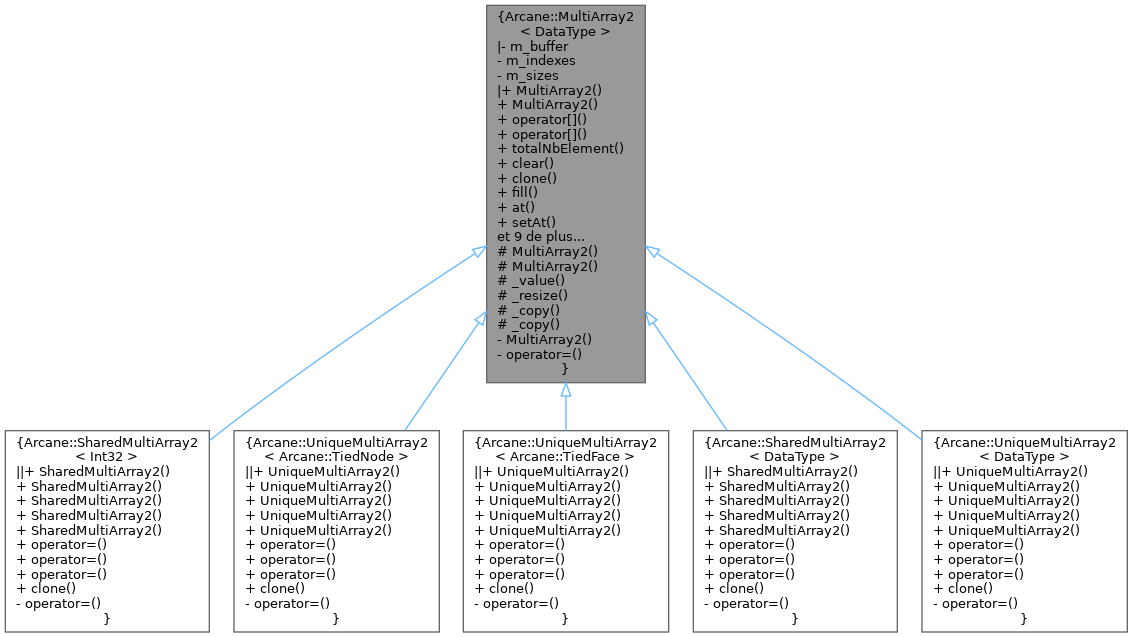 {Arcane::MultiArray2
< DataType >
|- m_buffer
- m_indexes
- m_sizes
|+ MultiArray2()
+ MultiArray2()
+ operator[]()
+ operator[]()
+ totalNbElement()
+ clear()
+ clone()
+ fill()
+ at()
+ setAt()
et 9 de plus...
# MultiArray2()
# MultiArray2()
# _value()
# _resize()
# _copy()
# _copy()
- MultiArray2()
- operator=()
}
{Arcane::SharedMultiArray2
< Int32 >
||+ SharedMultiArray2()
+ SharedMultiArray2()
+ SharedMultiArray2()
+ SharedMultiArray2()
+ SharedMultiArray2()
+ operator=()
+ operator=()
+ operator=()
+ clone()
- operator=()
}
{Arcane::UniqueMultiArray2
< Arcane::TiedNode >
||+ UniqueMultiArray2()
+ UniqueMultiArray2()
+ UniqueMultiArray2()
+ UniqueMultiArray2()
+ UniqueMultiArray2()
+ operator=()
+ operator=()
+ operator=()
+ clone()
- operator=()
}
{Arcane::UniqueMultiArray2
< Arcane::TiedFace >
||+ UniqueMultiArray2()
+ UniqueMultiArray2()
+ UniqueMultiArray2()
+ UniqueMultiArray2()
+ UniqueMultiArray2()
+ operator=()
+ operator=()
+ operator=()
+ clone()
- operator=()
}
{Arcane::SharedMultiArray2
< DataType >
||+ SharedMultiArray2()
+ SharedMultiArray2()
+ SharedMultiArray2()
+ SharedMultiArray2()
+ SharedMultiArray2()
+ operator=()
+ operator=()
+ operator=()
+ clone()
- operator=()
}
{Arcane::UniqueMultiArray2
< DataType >
||+ UniqueMultiArray2()
+ UniqueMultiArray2()
+ UniqueMultiArray2()
+ UniqueMultiArray2()
+ UniqueMultiArray2()
+ operator=()
+ operator=()
+ operator=()
+ clone()
- operator=()
}